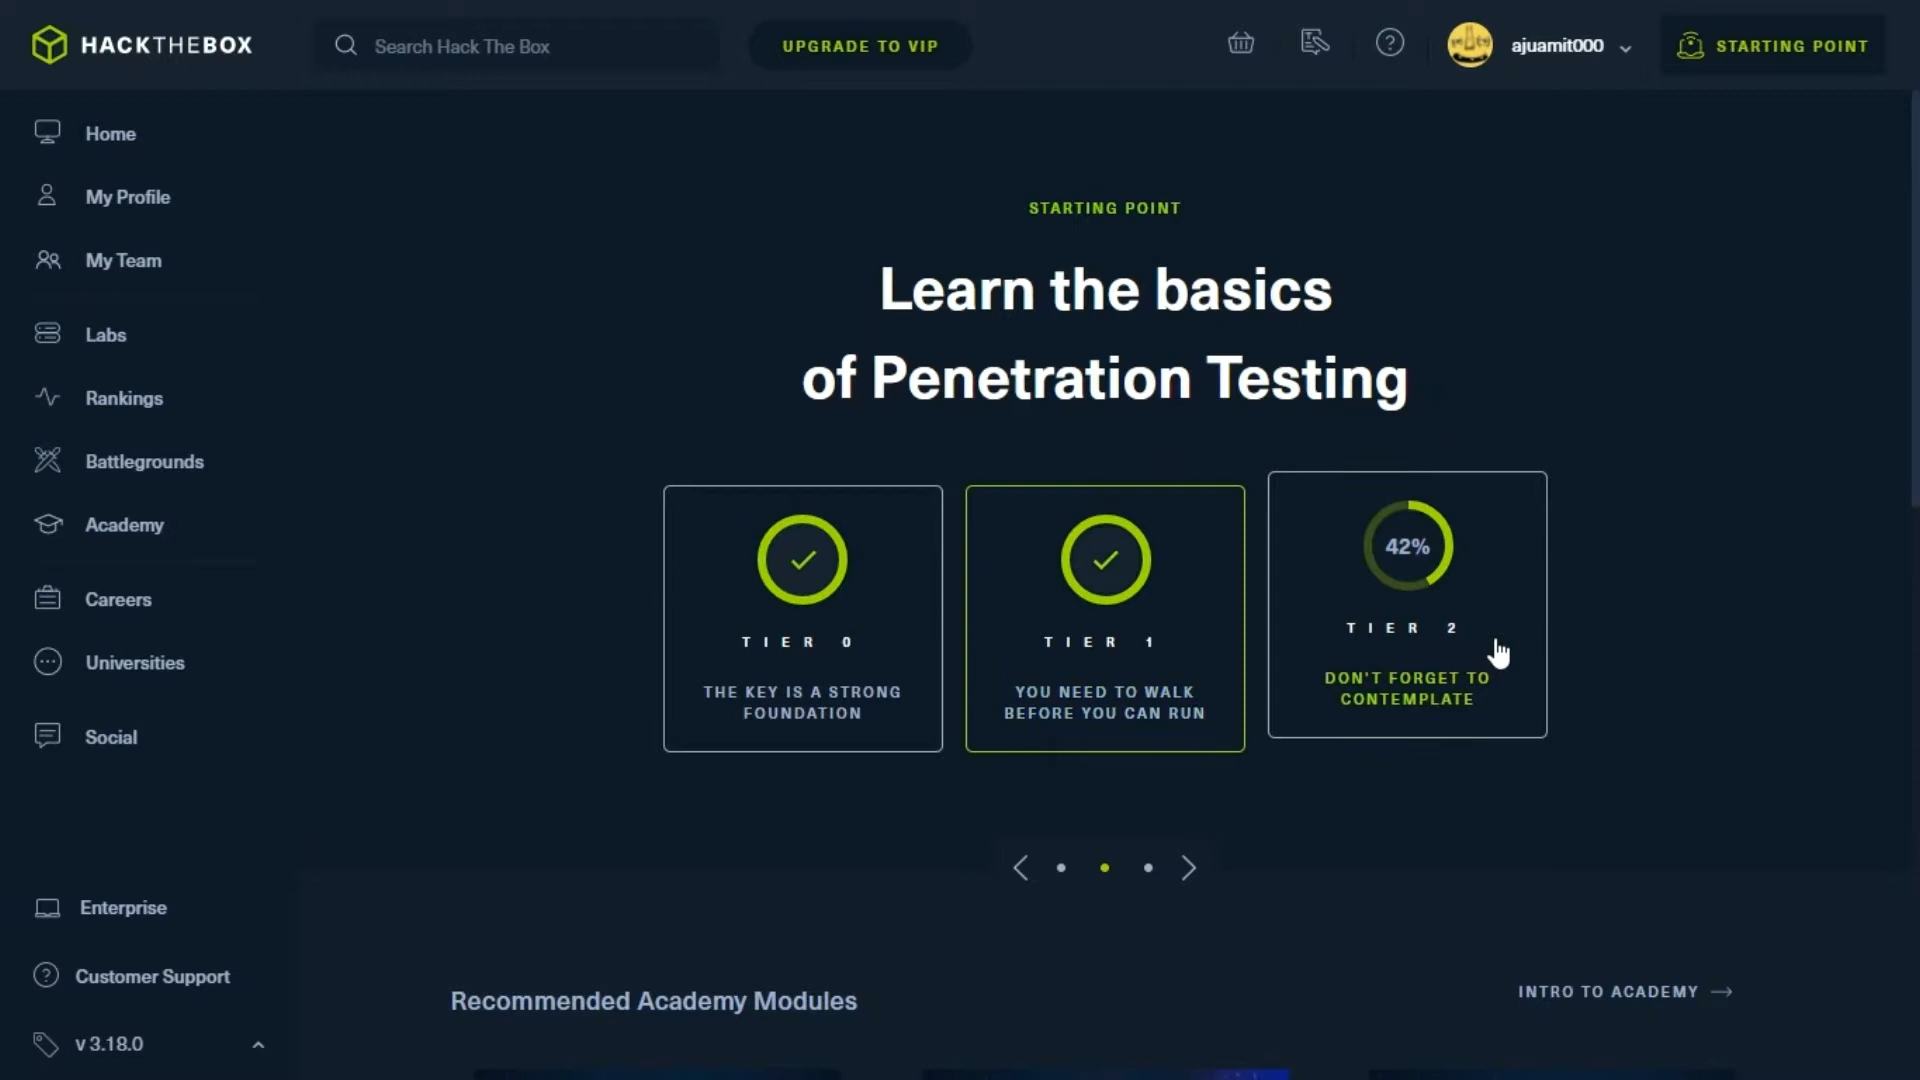 HACKTHEBOX
Search Hack The Box
UPGRADE TO VIP
ajuamit000
STARTING POINT
Home
My Profile
My Team
Labs
Rankings
Battlegrounds
Academy
Careers
Universities
Social
Enterprise
Customer Support
v 3.18.0
STARTING POINT
Learn the basics
of Penetration Testing
TIER 0
THE KEY IS A STRONG
FOUNDATION
TIER 1
YOU NEED TO WALK
BEFORE YOU CAN RUN
42%
TIER 2
DON'T FORGET TO
CONTEMPLATE
Recommended Academy Modules
INTRO TO ACADEMY